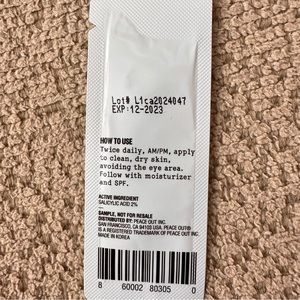 Lot# L1ca2024047
EXP:12-2023
HOW TO USE
Twice daily, AM/PM, apply
to clean, dry skin,
avoiding the eye area.
Follow with moisturizer
and SPF.
ACTIVE INGREDIENT
SALICYLIC ACID 2%
SAMPLE, NOT FOR RESALE
DISTRIBUTED BY: PEACE OUT INC.
SAN FRANCISCO, CA 94103 USA. PEACE OUT®
IS A REGISTERED TRADEMARK OF PEACE OUT INC.
MADE IN KOREA
8 60002 80305 0